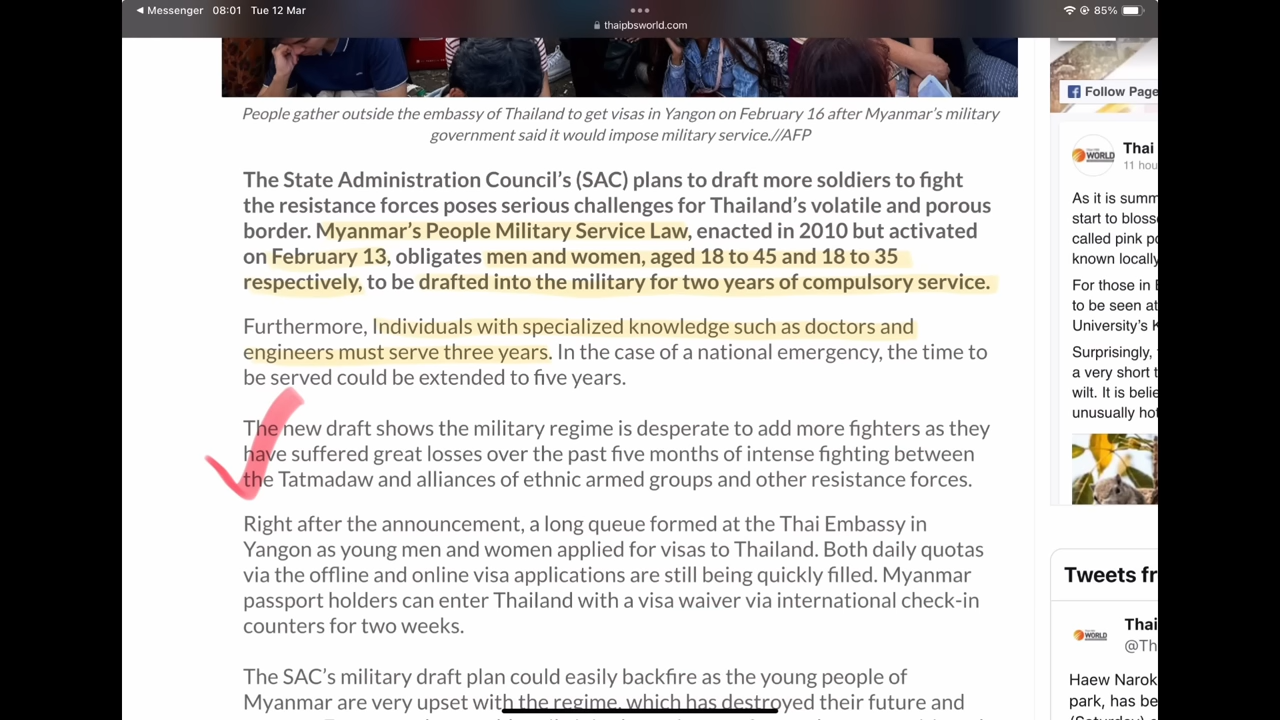 Messenger 08:01 Tue 12 Mar
85%
thaipbsworld.com
People gather outside the embassy of Thailand to get visas in Yangon on February 16 after Myanmar's military
government said it would impose military service.//AFP
The State Administration Council's (SAC) plans to draft more soldiers to fight
the resistance forces poses serious challenges for Thailand's volatile and porous
border. Myanmar's People Military Service Law, enacted in 2010 but activated
on February 13, obligates men and women, aged 18 to 45 and 18 to 35
respectively, to be drafted into the military for two years of compulsory service.
Furthermore, Individuals with specialized knowledge such as doctors and
engineers must serve three years. In the case of a national emergency, the time to
be served could be extended to five years.
The new draft shows the military regime is desperate to add more fighters as they
have suffered great losses over the past five months of intense fighting between
the Tatmadaw and alliances of ethnic armed groups and other resistance forces.
Right after the announcement, a long queue formed at the Thai Embassy in
Yangon as young men and women applied for visas to Thailand. Both daily quotas
via the offline and online visa applications are still being quickly filled. Myanmar
passport holders can enter Thailand with a visa waiver via international check-in
counters for two weeks.
The SAC's military draft plan could easily backfire as the young people of
Myanmar are very upset with the regime, which has destroyed their future and
Follow Page
WORLD
Thai
11 hou
As it is summ
start to blosso
called pink po
known locally
For those in B
to be seen at
University's K
Surprisingly,
a very short t
wilt. It is belie
unusually hot
Tweets fr
WORLD
Thai
@Th
Haew Narok
park, has be
(Saturday)